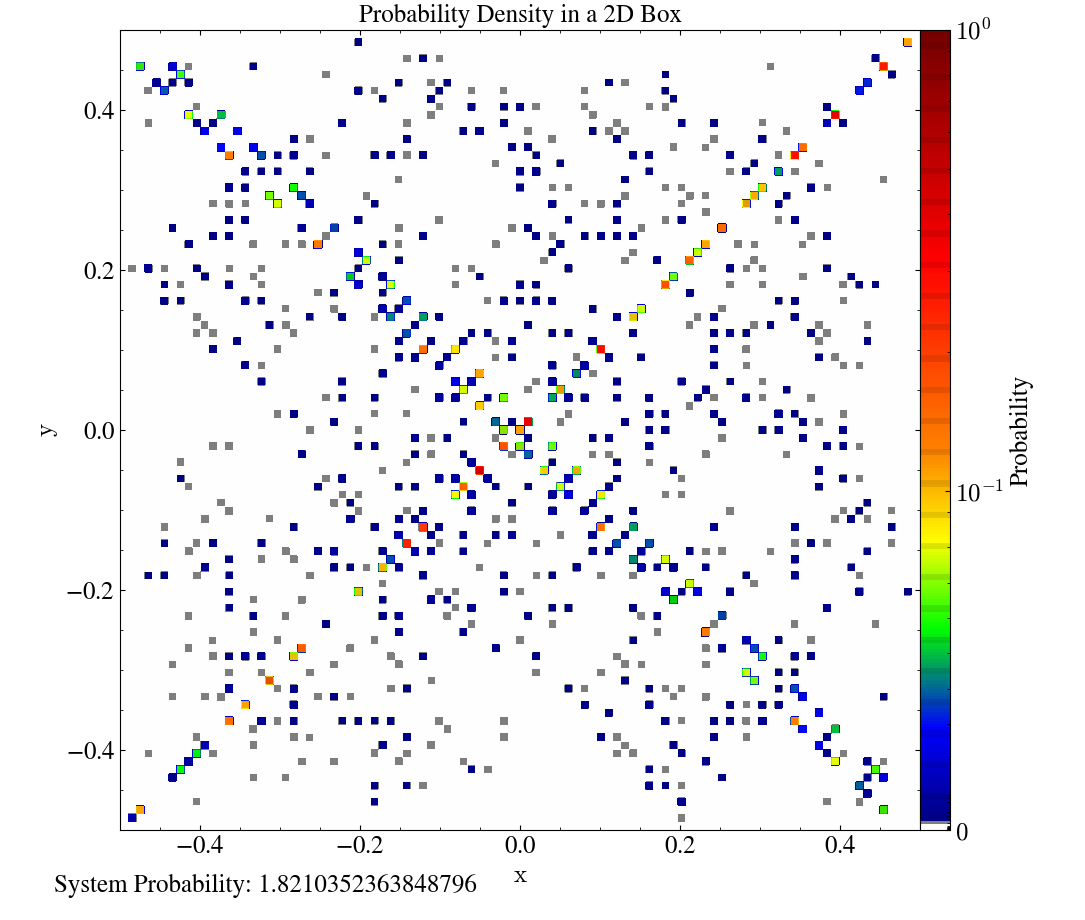 Probability Density in a 2D Box
10⁰
0.4
0.2
0.0
−0.2
−0.4
y
Probability
10⁻¹
0
−0.4 −0.2 0.0 0.2 0.4
x
System Probability: 1.8210352363848796